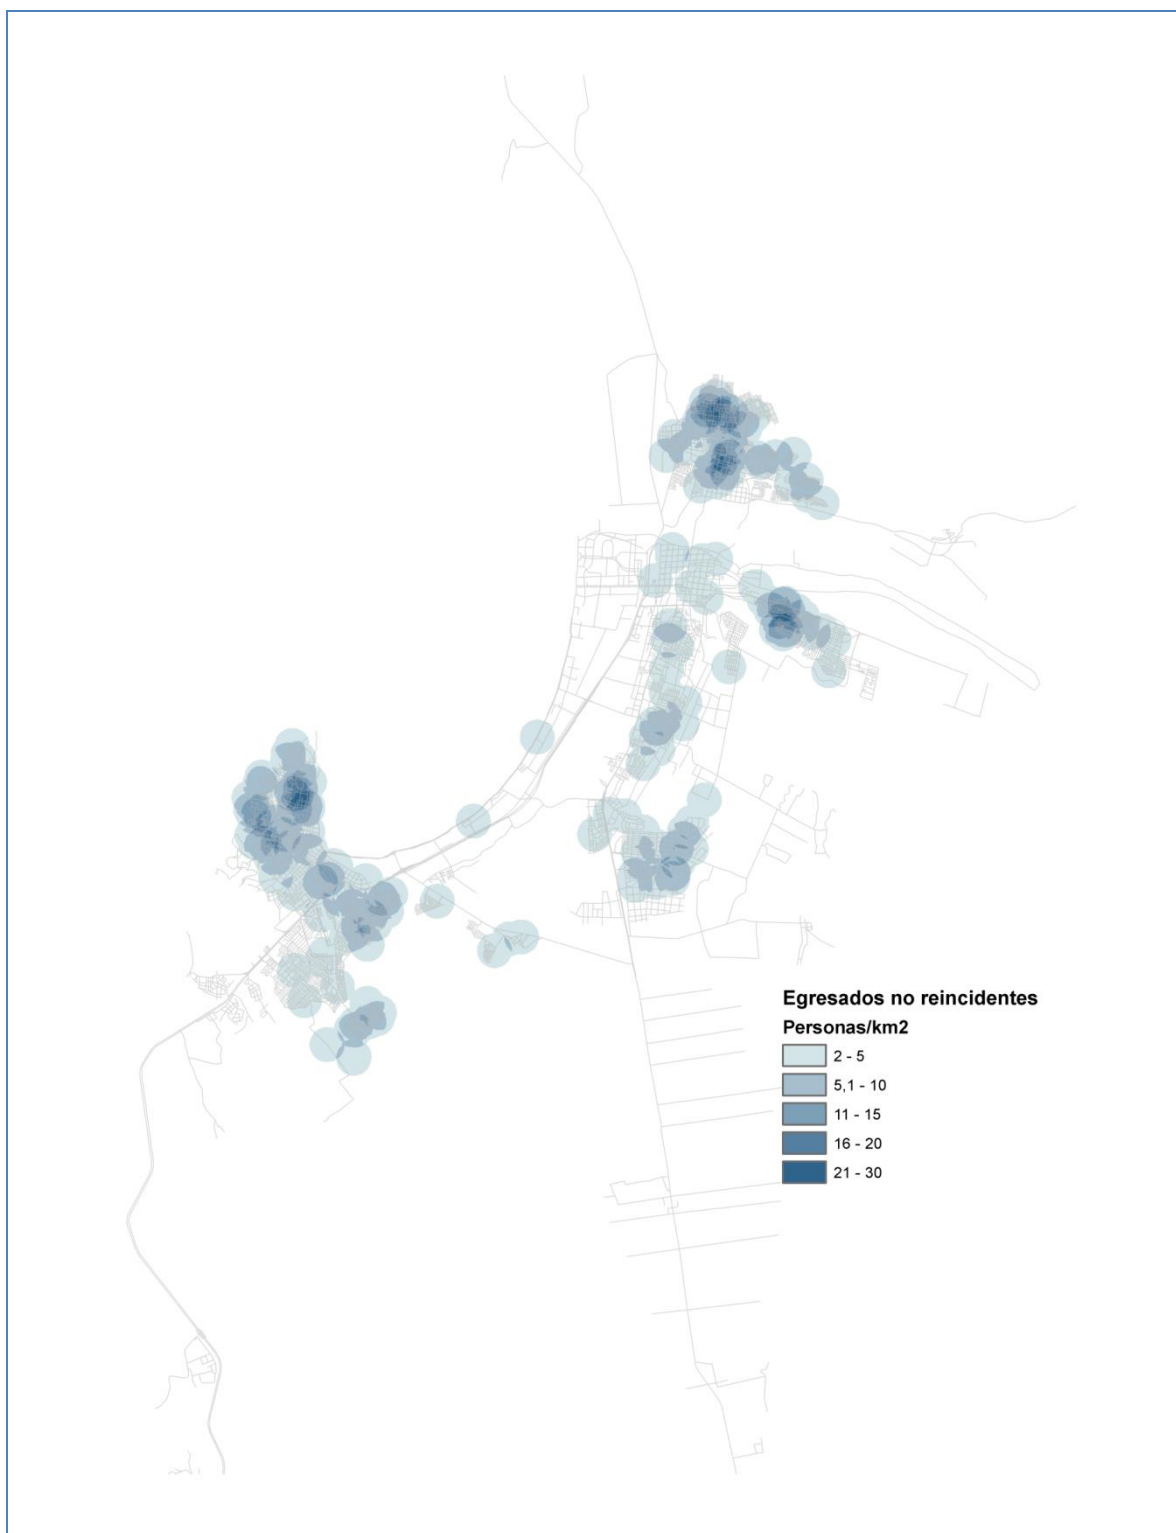 Egresados no reincidentes
Personas/km2
2 - 5
5,1 - 10
11 - 15
16 - 20
21 - 30